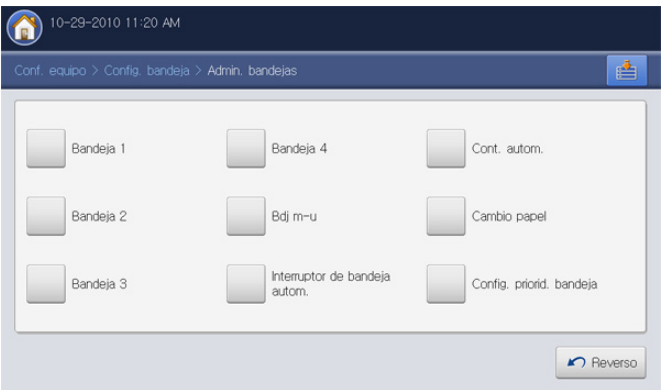 10-29-2010 11:20 AM
Conf. equipo > Config. bandeja > Admin. bandejas
Bandeja 1
Bandeja 4
Cont. autom.
Bandeja 2
Bdj m-u
Cambio papel
Bandeja 3
Interruptor de bandeja
autom.
Config. priorid. bandeja
Reverso